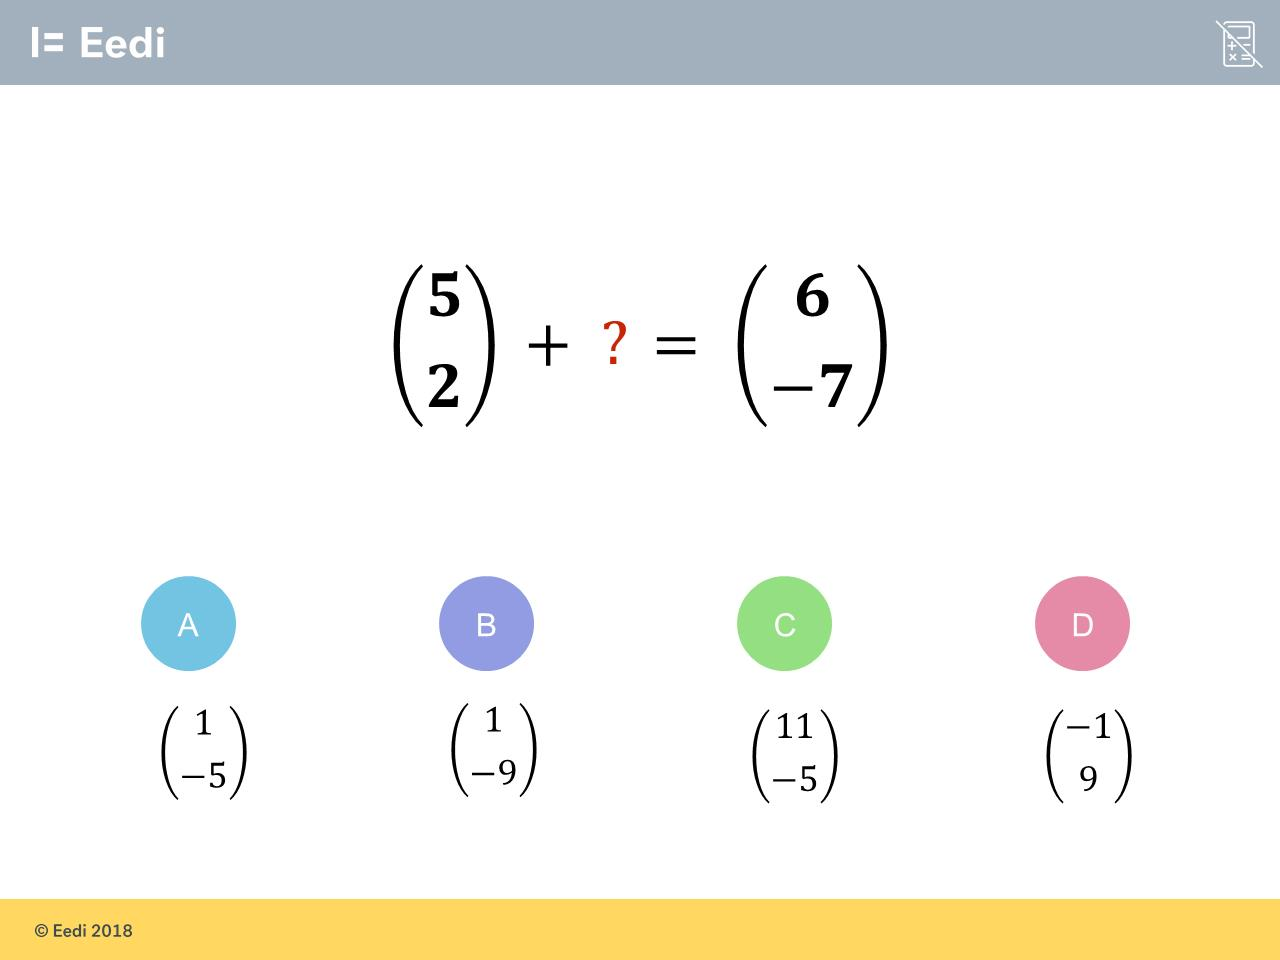 Eedi
(5 2) + ? = (6 −7)
A B C D
(1 −5) (1 −9) (11 −5) (−1 9)
© Eedi 2018